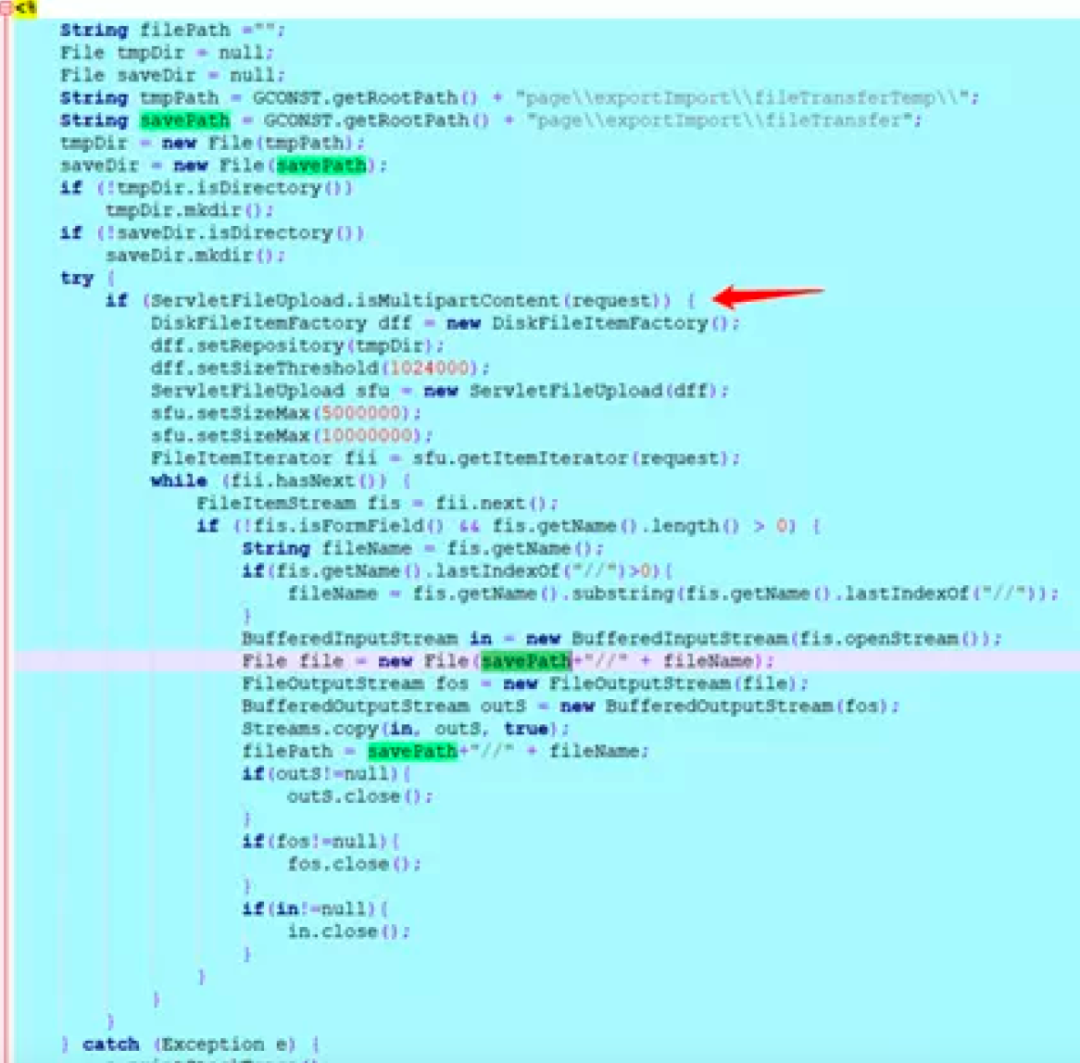 <%
String filePath ="";
File tmpDir = null;
File saveDir = null;
String tmpPath = GCONST.getRootPath() + "page\\exportImport\\fileTransferTemp\\";
String savePath = GCONST.getRootPath() + "page\\exportImport\\fileTransfer";
tmpDir = new File(tmpPath);
saveDir = new File(savePath);
if (!tmpDir.isDirectory())
tmpDir.mkdir();
if (!saveDir.isDirectory())
saveDir.mkdir();
try {
if (ServletFileUpload.isMultipartContent(request)) {
DiskFileItemFactory dff = new DiskFileItemFactory();
dff.setRepository(tmpDir);
dff.setSizeThreshold(1024000);
ServletFileUpload sfu = new ServletFileUpload(dff);
sfu.setSizeMax(5000000);
sfu.setSizeMax(10000000);
FileItemIterator fii = sfu.getItemIterator(request);
while (fii.hasNext()) {
FileItemStream fis = fii.next();
if (!fis.isFormField() && fis.getName().length() > 0) {
String fileName = fis.getName();
if(fis.getName().lastIndexOf("//")>0){
fileName = fis.getName().substring(fis.getName().lastIndexOf("//"));
}
BufferedInputStream in = new BufferedInputStream(fis.openStream());
File file = new File(savePath+"//" + fileName);
FileOutputStream fos = new FileOutputStream(file);
BufferedOutputStream outS = new BufferedOutputStream(fos);
Streams.copy(in, outS, true);
filePath = savePath+"//" + fileName;
if(outS!=null){
outS.close();
}
if(fos!=null){
fos.close();
}
if(in!=null){
in.close();
}
}
}
}
} catch (Exception e) {